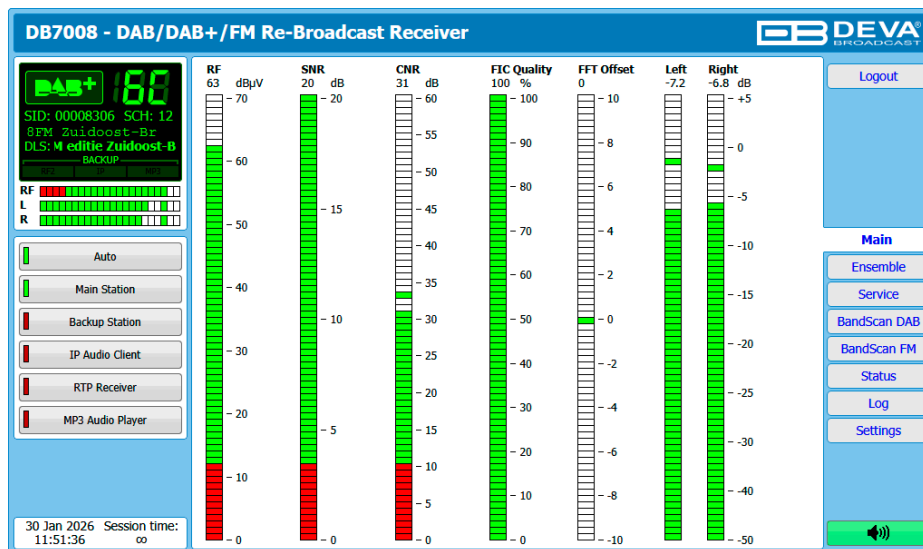 DB7008 - DAB/DAB+/FM Re-Broadcast Receiver
DEVA
BROADCAST
DAB+ 6C
SID: 00008306 SCH: 12
8FM Zuidoost-Br
DLS: M editie Zuidoost-B
BACKUP
RF2 IP MP3
RF
L
R
Auto
Main Station
Backup Station
IP Audio Client
RTP Receiver
MP3 Audio Player
30 Jan 2026 Session time:
11:51:36 ∞
RF
63 dBµV
70
60
50
40
30
20
10
0
SNR
20 dB
20
15
10
5
0
CNR
31 dB
60
55
50
45
40
35
30
25
20
15
10
5
0
FIC Quality
100 %
100
90
80
70
60
50
40
30
20
10
0
FFT Offset
0
10
8
6
4
2
0
-2
-4
-6
-8
-10
Left Right
-7.2 -6.8 dB
+5
0
-5
-10
-15
-20
-25
-30
-35
-40
-50
Logout
Main
Ensemble
Service
BandScan DAB
BandScan FM
Status
Log
Settings